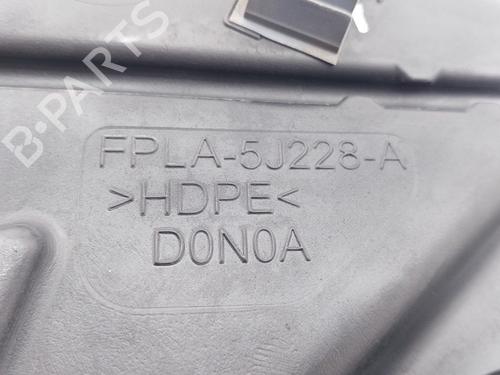 B-PARTS
FPLA-5J228-A
>HDPE<
D0N0A